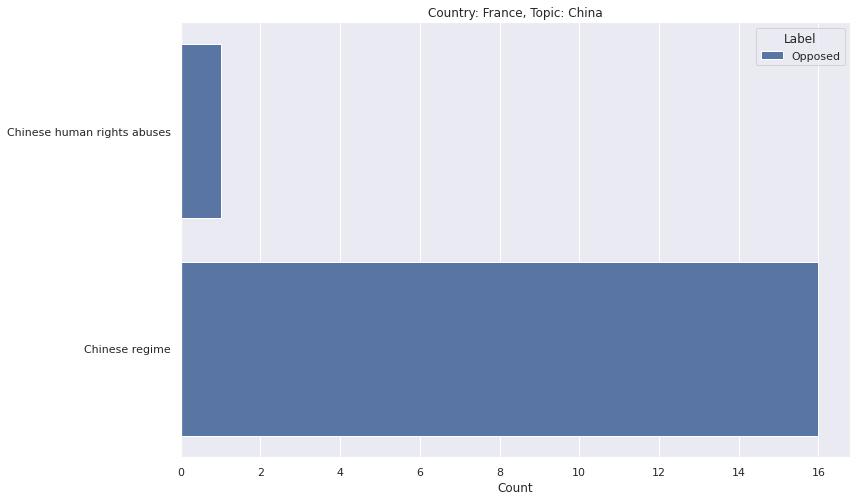 Country: France, Topic: China
Label
Opposed
Chinese human rights abuses
Chinese regime
0 2 4 6 8 10 12 14 16
Count